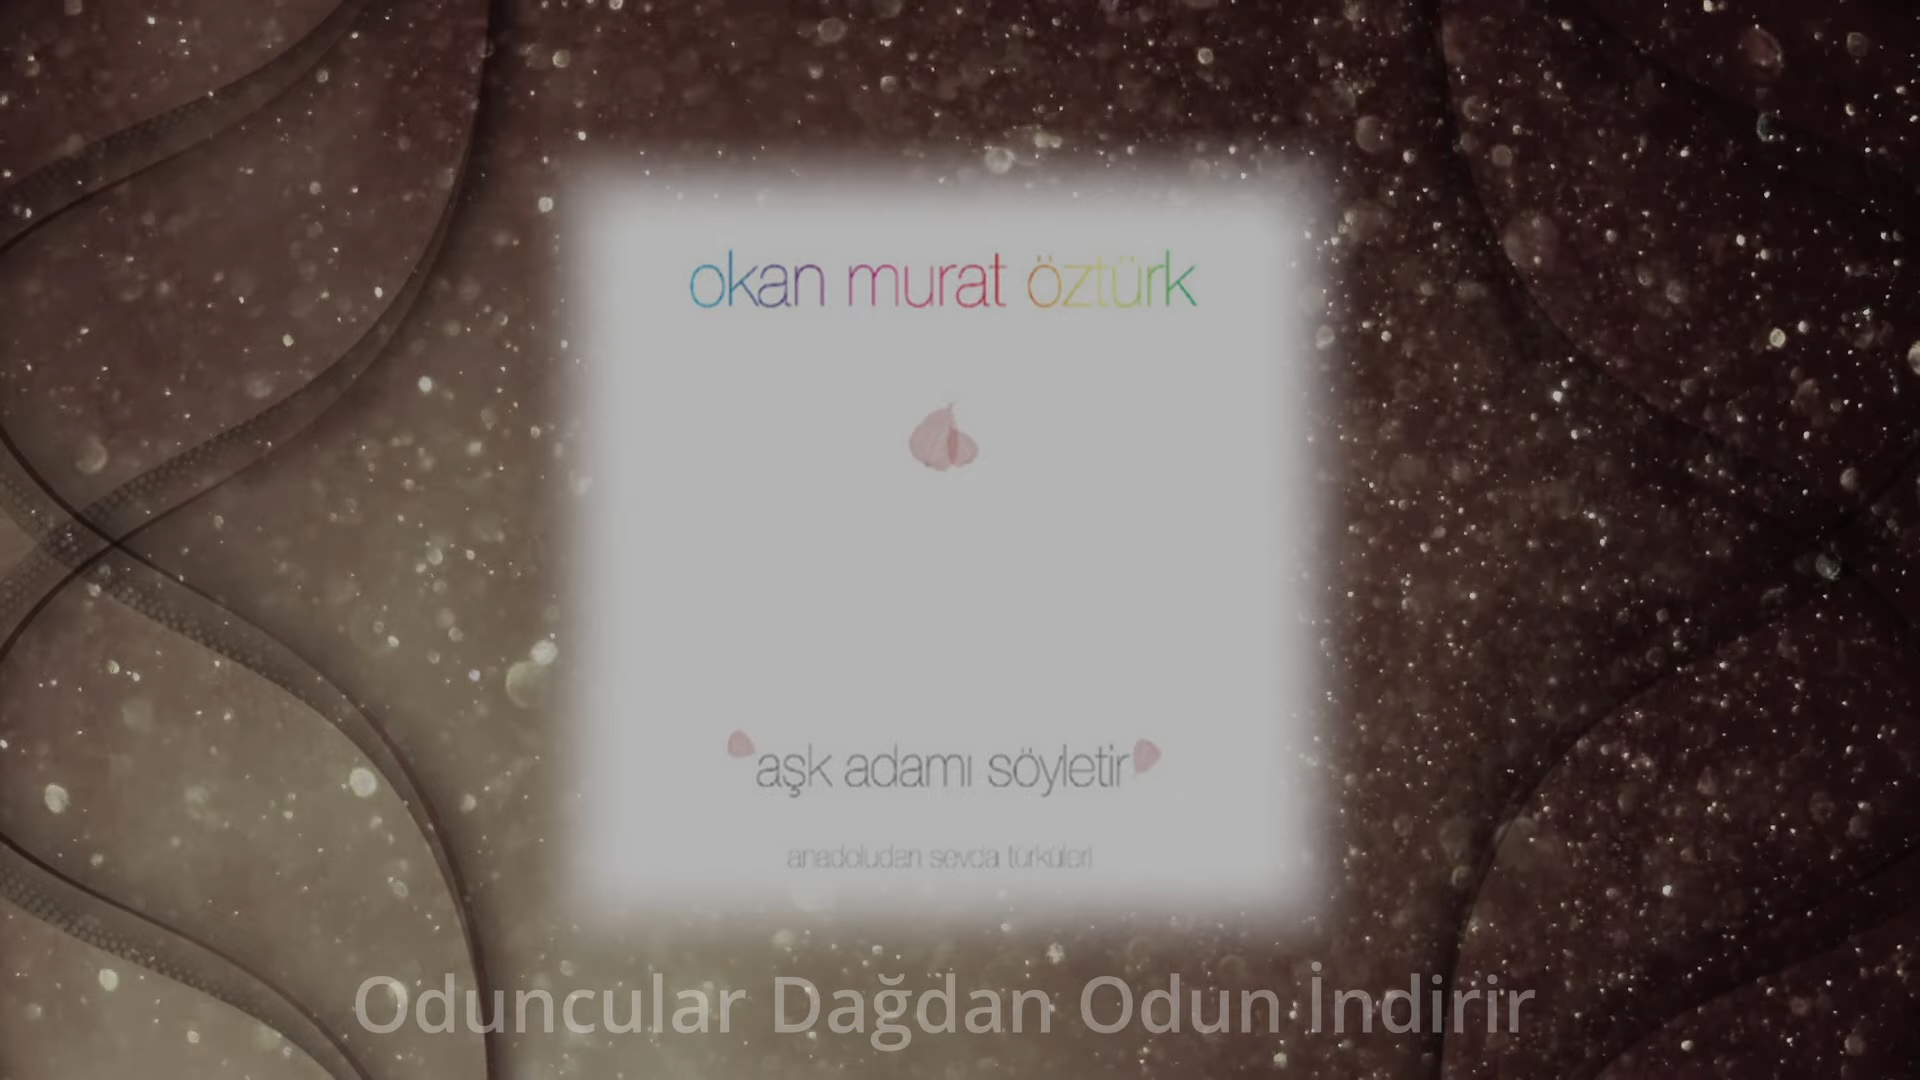 okan murat öztürk
aşk adamı söyletir
anadoludan sevda türküleri
Oduncular Dağdan Odun İndirir